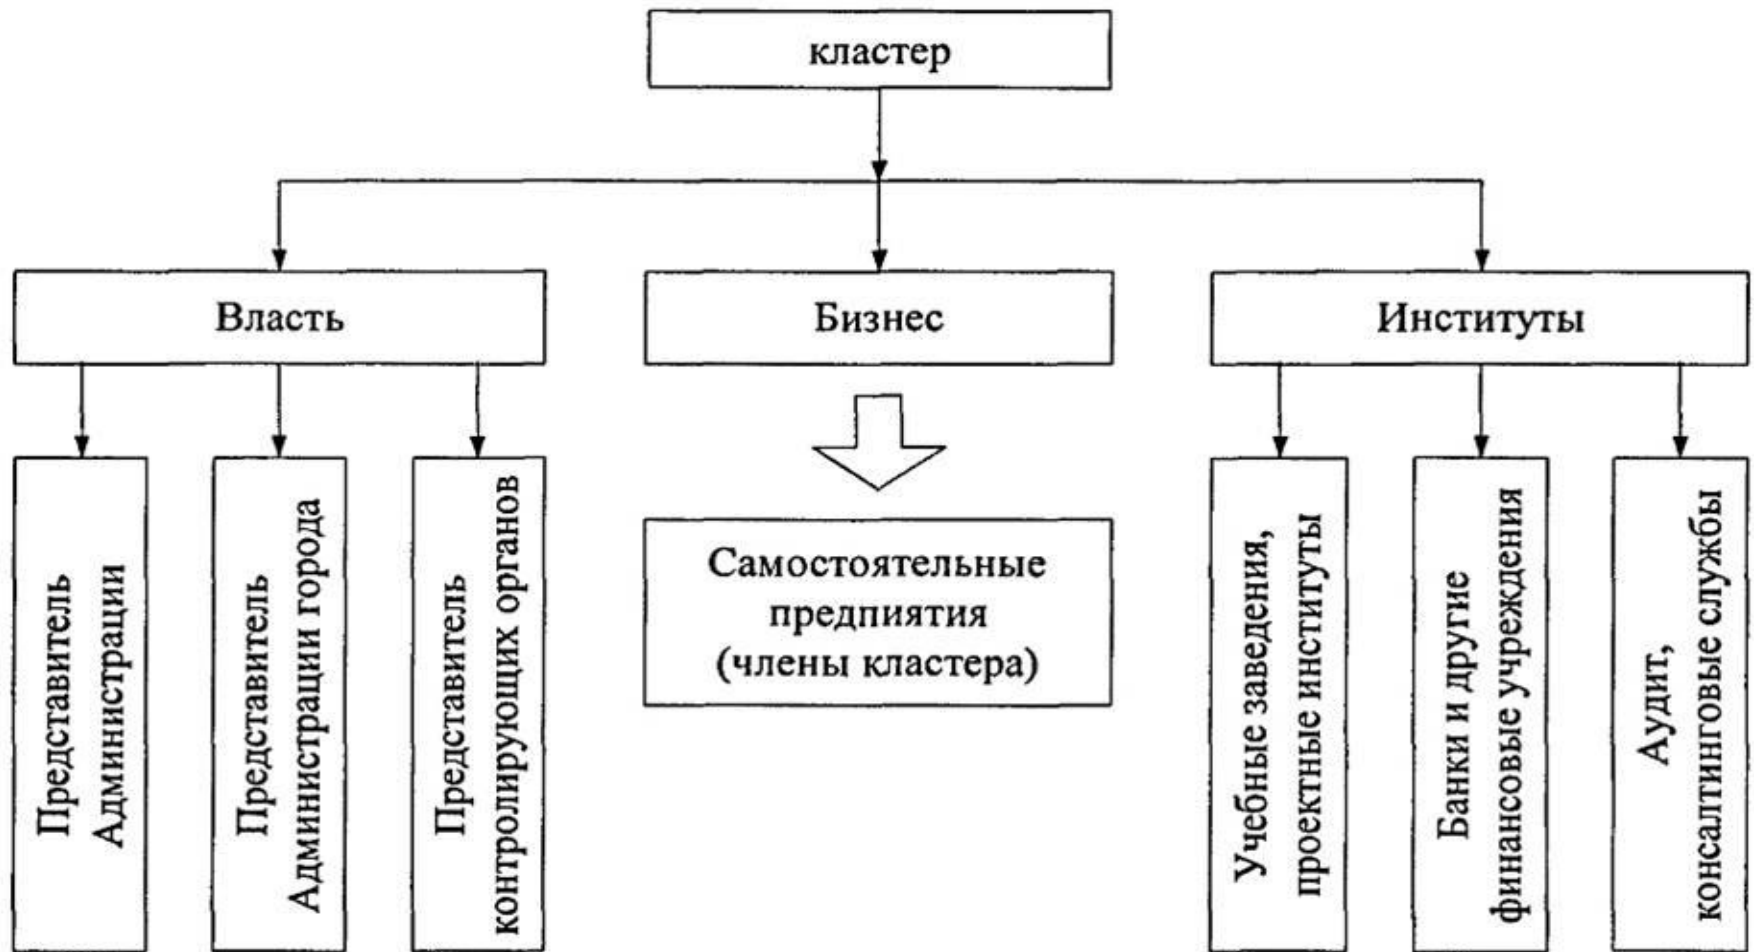 кластер
Власть
Бизнес
Институты
Представитель
Администрации
Представитель
Администрации города
Представитель
контролирующих органов
Самостоятельные
предпиятия
(члены кластера)
Учебные заведения,
проектные институты
Банки и другие
финансовые учреждения
Аудит,
консалтинговые службы